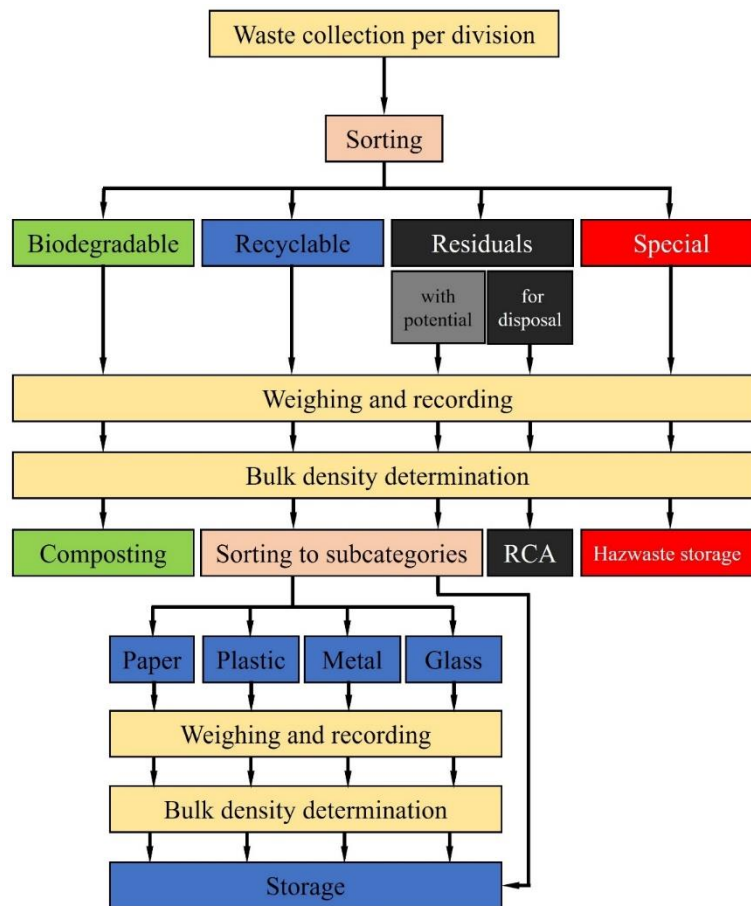 Waste collection per division
Sorting
Biodegradable
Recyclable
Residuals
Special
with
potential
for
disposal
Weighing and recording
Bulk density determination
Composting
Sorting to subcategories
RCA
Hazwaste storage
Paper
Plastic
Metal
Glass
Weighing and recording
Bulk density determination
Storage